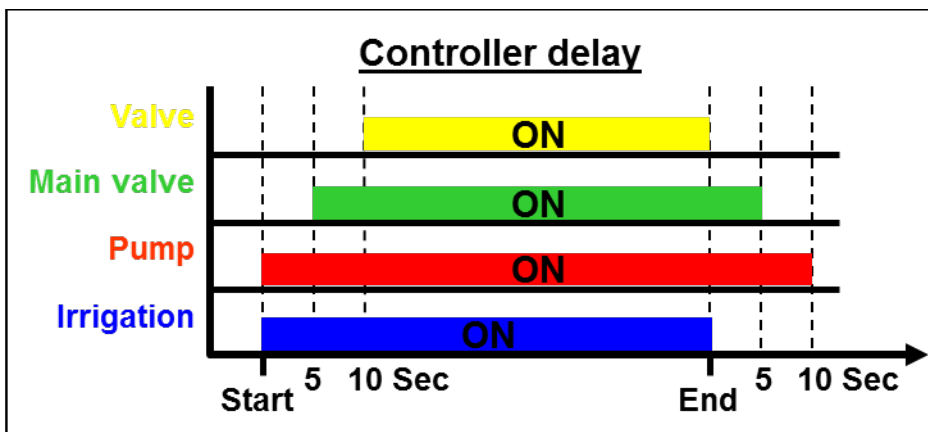 Controller delay
Valve
ON
Main valve
ON
Pump
ON
Irrigation
ON
Start 5 10 Sec End 5 10 Sec